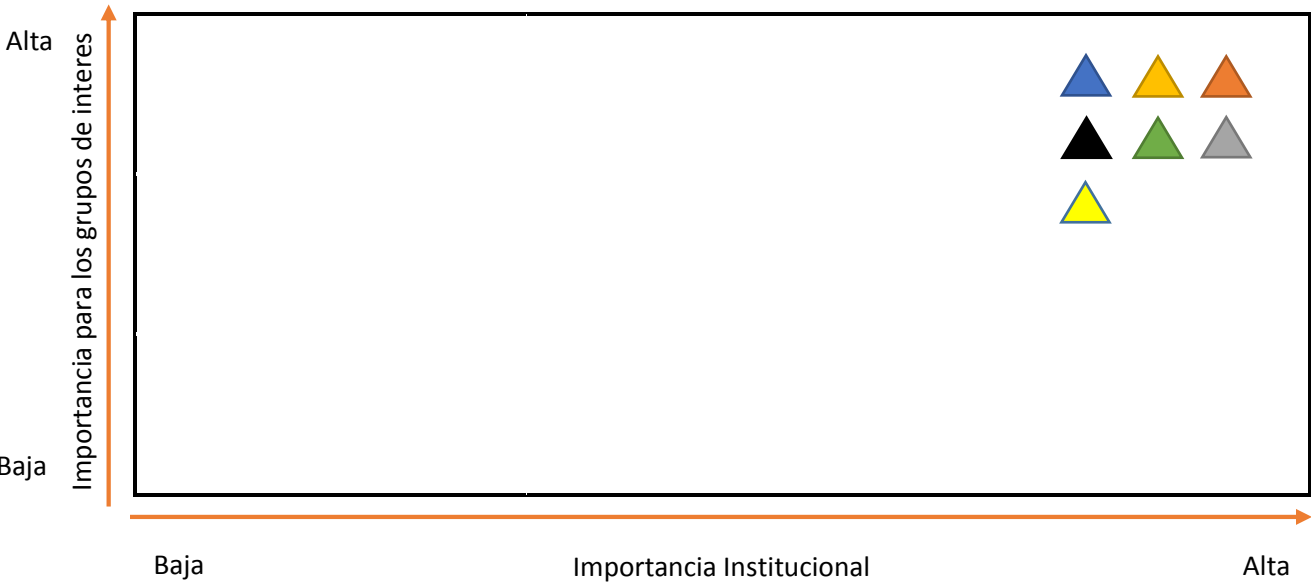 Alta
Importancia para los grupos de interes
Baja
Baja
Importancia Institucional
Alta